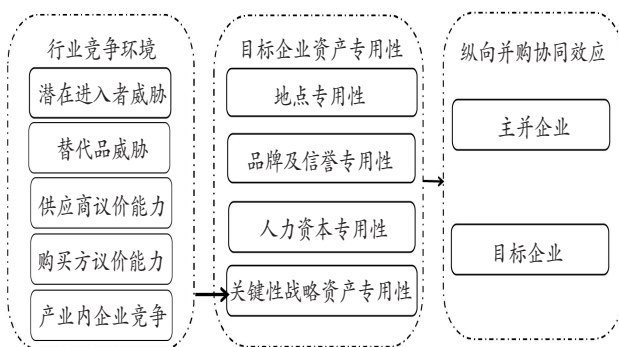 行业竞争环境
潜在进入者威胁
替代品威胁
供应商议价能力
购买方议价能力
产业内企业竞争
目标企业资产专用性
地点专用性
品牌及信誉专用性
人力资本专用性
关键性战略资产专用性
纵向并购协同效应
主并企业
目标企业